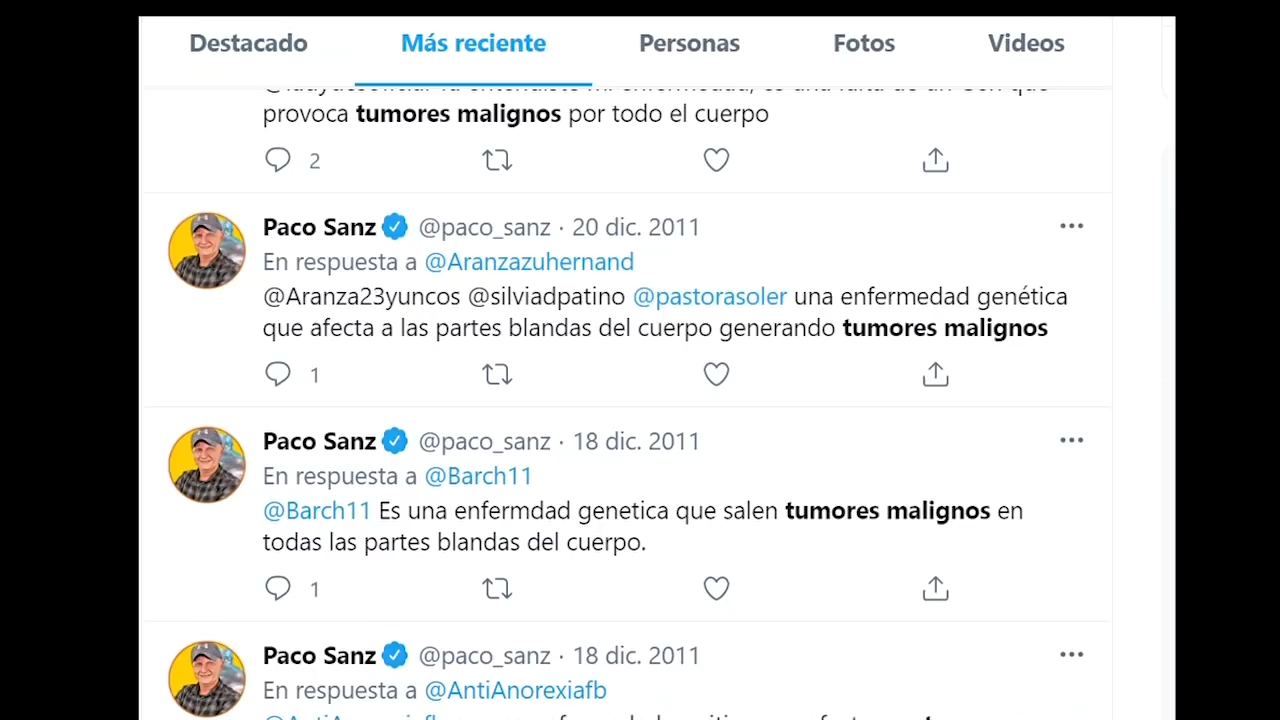 Destacado Más reciente Personas Fotos Videos
provoca tumores malignos por todo el cuerpo
2
Paco Sanz @paco_sanz · 20 dic. 2011
En respuesta a @Aranzazuhernand
@Aranza23yuncos @silviadpatino @pastorasoler una enfermedad genética
que afecta a las partes blandas del cuerpo generando tumores malignos
1
Paco Sanz @paco_sanz · 18 dic. 2011
En respuesta a @Barch11
@Barch11 Es una enfermdad genetica que salen tumores malignos en
todas las partes blandas del cuerpo.
1
Paco Sanz @paco_sanz · 18 dic. 2011
En respuesta a @AntiAnorexiafb